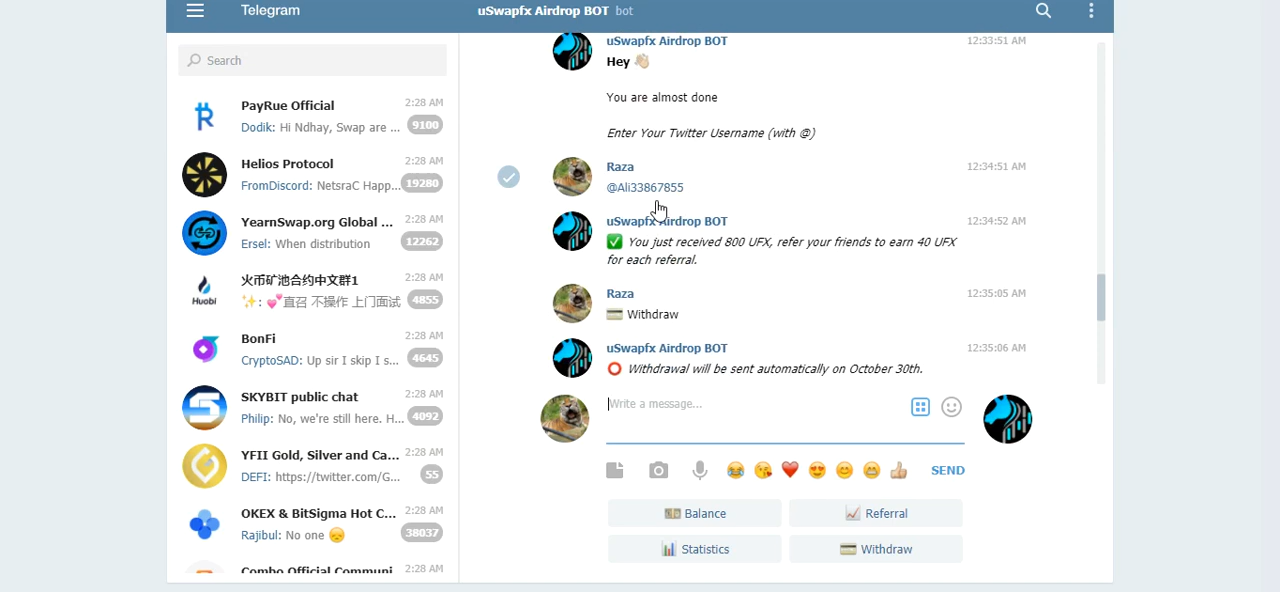 Telegram
uSwapfx Airdrop BOT bot
Search
PayRue Official 2:28 AM
Dodik: Hi Ndhay, Swap are ... 9100
Helios Protocol 2:28 AM
FromDiscord: NetsraC Happ... 19280
YearnSwap.org Global ... 2:28 AM
Ersel: When distribution 12262
Huobi
火币矿池合约中文群1 2:28 AM
✨: 💕直召 不操作 上门面试 4855
BonFi 2:28 AM
CryptoSAD: Up sir I skip I s... 4645
SKYBIT public chat 2:28 AM
Philip: No, we're still here. H... 4092
YFII Gold, Silver and Ca... 2:28 AM
DEFI: https://twitter.com/G... 55
OKEX & BitSigma Hot C... 2:28 AM
Rajibul: No one 😞 38037
Combo Official Communi 2:28 AM
uSwapfx Airdrop BOT 12:33:51 AM
Hey 👋🏻
You are almost done
Enter Your Twitter Username (with @)
Raza 12:34:51 AM
@Ali33867855
uSwapfx Airdrop BOT 12:34:52 AM
✅ You just received 800 UFX, refer your friends to earn 40 UFX
for each referral.
Raza 12:35:05 AM
💳 Withdraw
uSwapfx Airdrop BOT 12:35:06 AM
⭕ Withdrawal will be sent automatically on October 30th.
Write a message...
SEND
💵 Balance
📈 Referral
📊 Statistics
💳 Withdraw